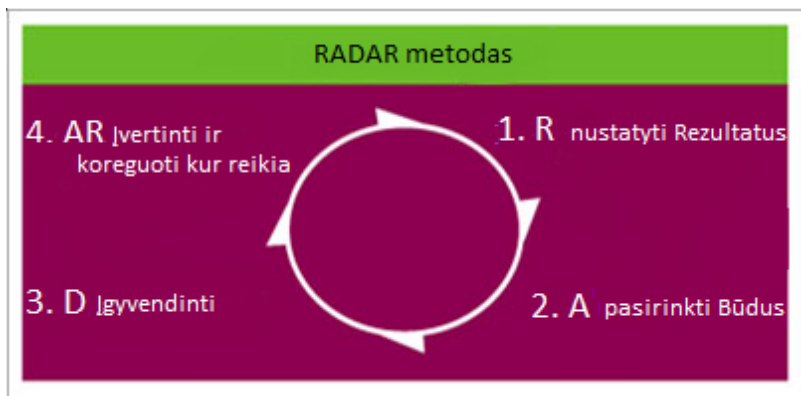 RADAR metodas
4. AR Įvertinti ir
koreguoti kur reikia
1. R nustatyti Rezultatus
3. D Įgyvendinti
2. A pasirinkti Būdus